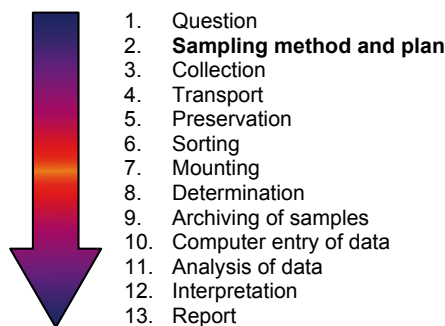 1. Question
2. Sampling method and plan
3. Collection
4. Transport
5. Preservation
6. Sorting
7. Mounting
8. Determination
9. Archiving of samples
10. Computer entry of data
11. Analysis of data
12. Interpretation
13. Report